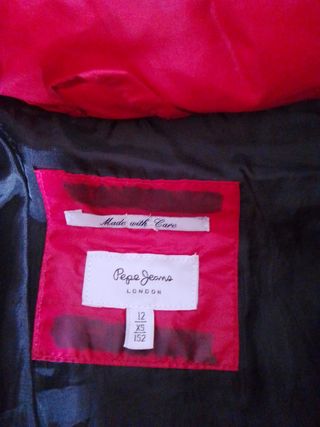 Made with Care
Pepe Jeans
LONDON
12
XS
152